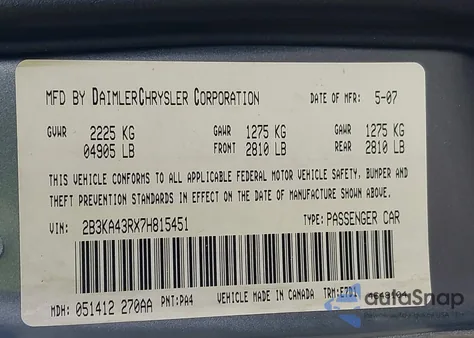 MFD BY DAIMLERCHRYSLER CORPORATION DATE OF MFR: 5-07
GVWR 2225 KG GAWR 1275 KG GAWR 1275 KG
04905 LB FRONT 2810 LB REAR 2810 LB
THIS VEHICLE CONFORMS TO ALL APPLICABLE FEDERAL MOTOR VEHICLE SAFETY, BUMPER AND
THEFT PREVENTION STANDARDS IN EFFECT ON THE DATE OF MANUFACTURE SHOWN ABOVE.
VIN: 2B3KA43RX7H815451 TYPE: PASSENGER CAR
MDH: 051412 270AA PNT: PA4 VEHICLE MADE IN CANADA TRM: E7D1
autoSnap